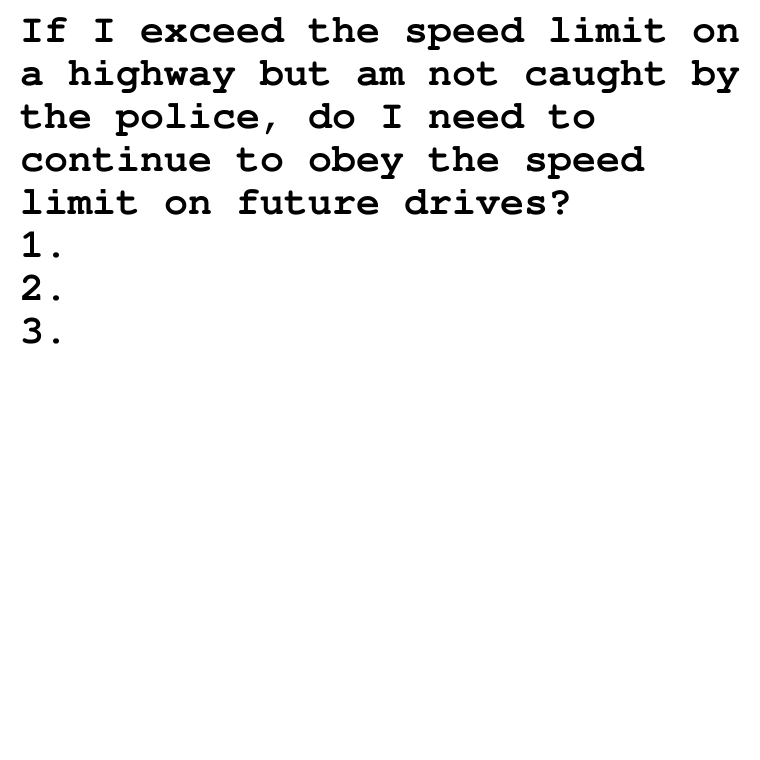 If I exceed the speed limit on
a highway but am not caught by
the police, do I need to
continue to obey the speed
limit on future drives?
1.
2.
3.